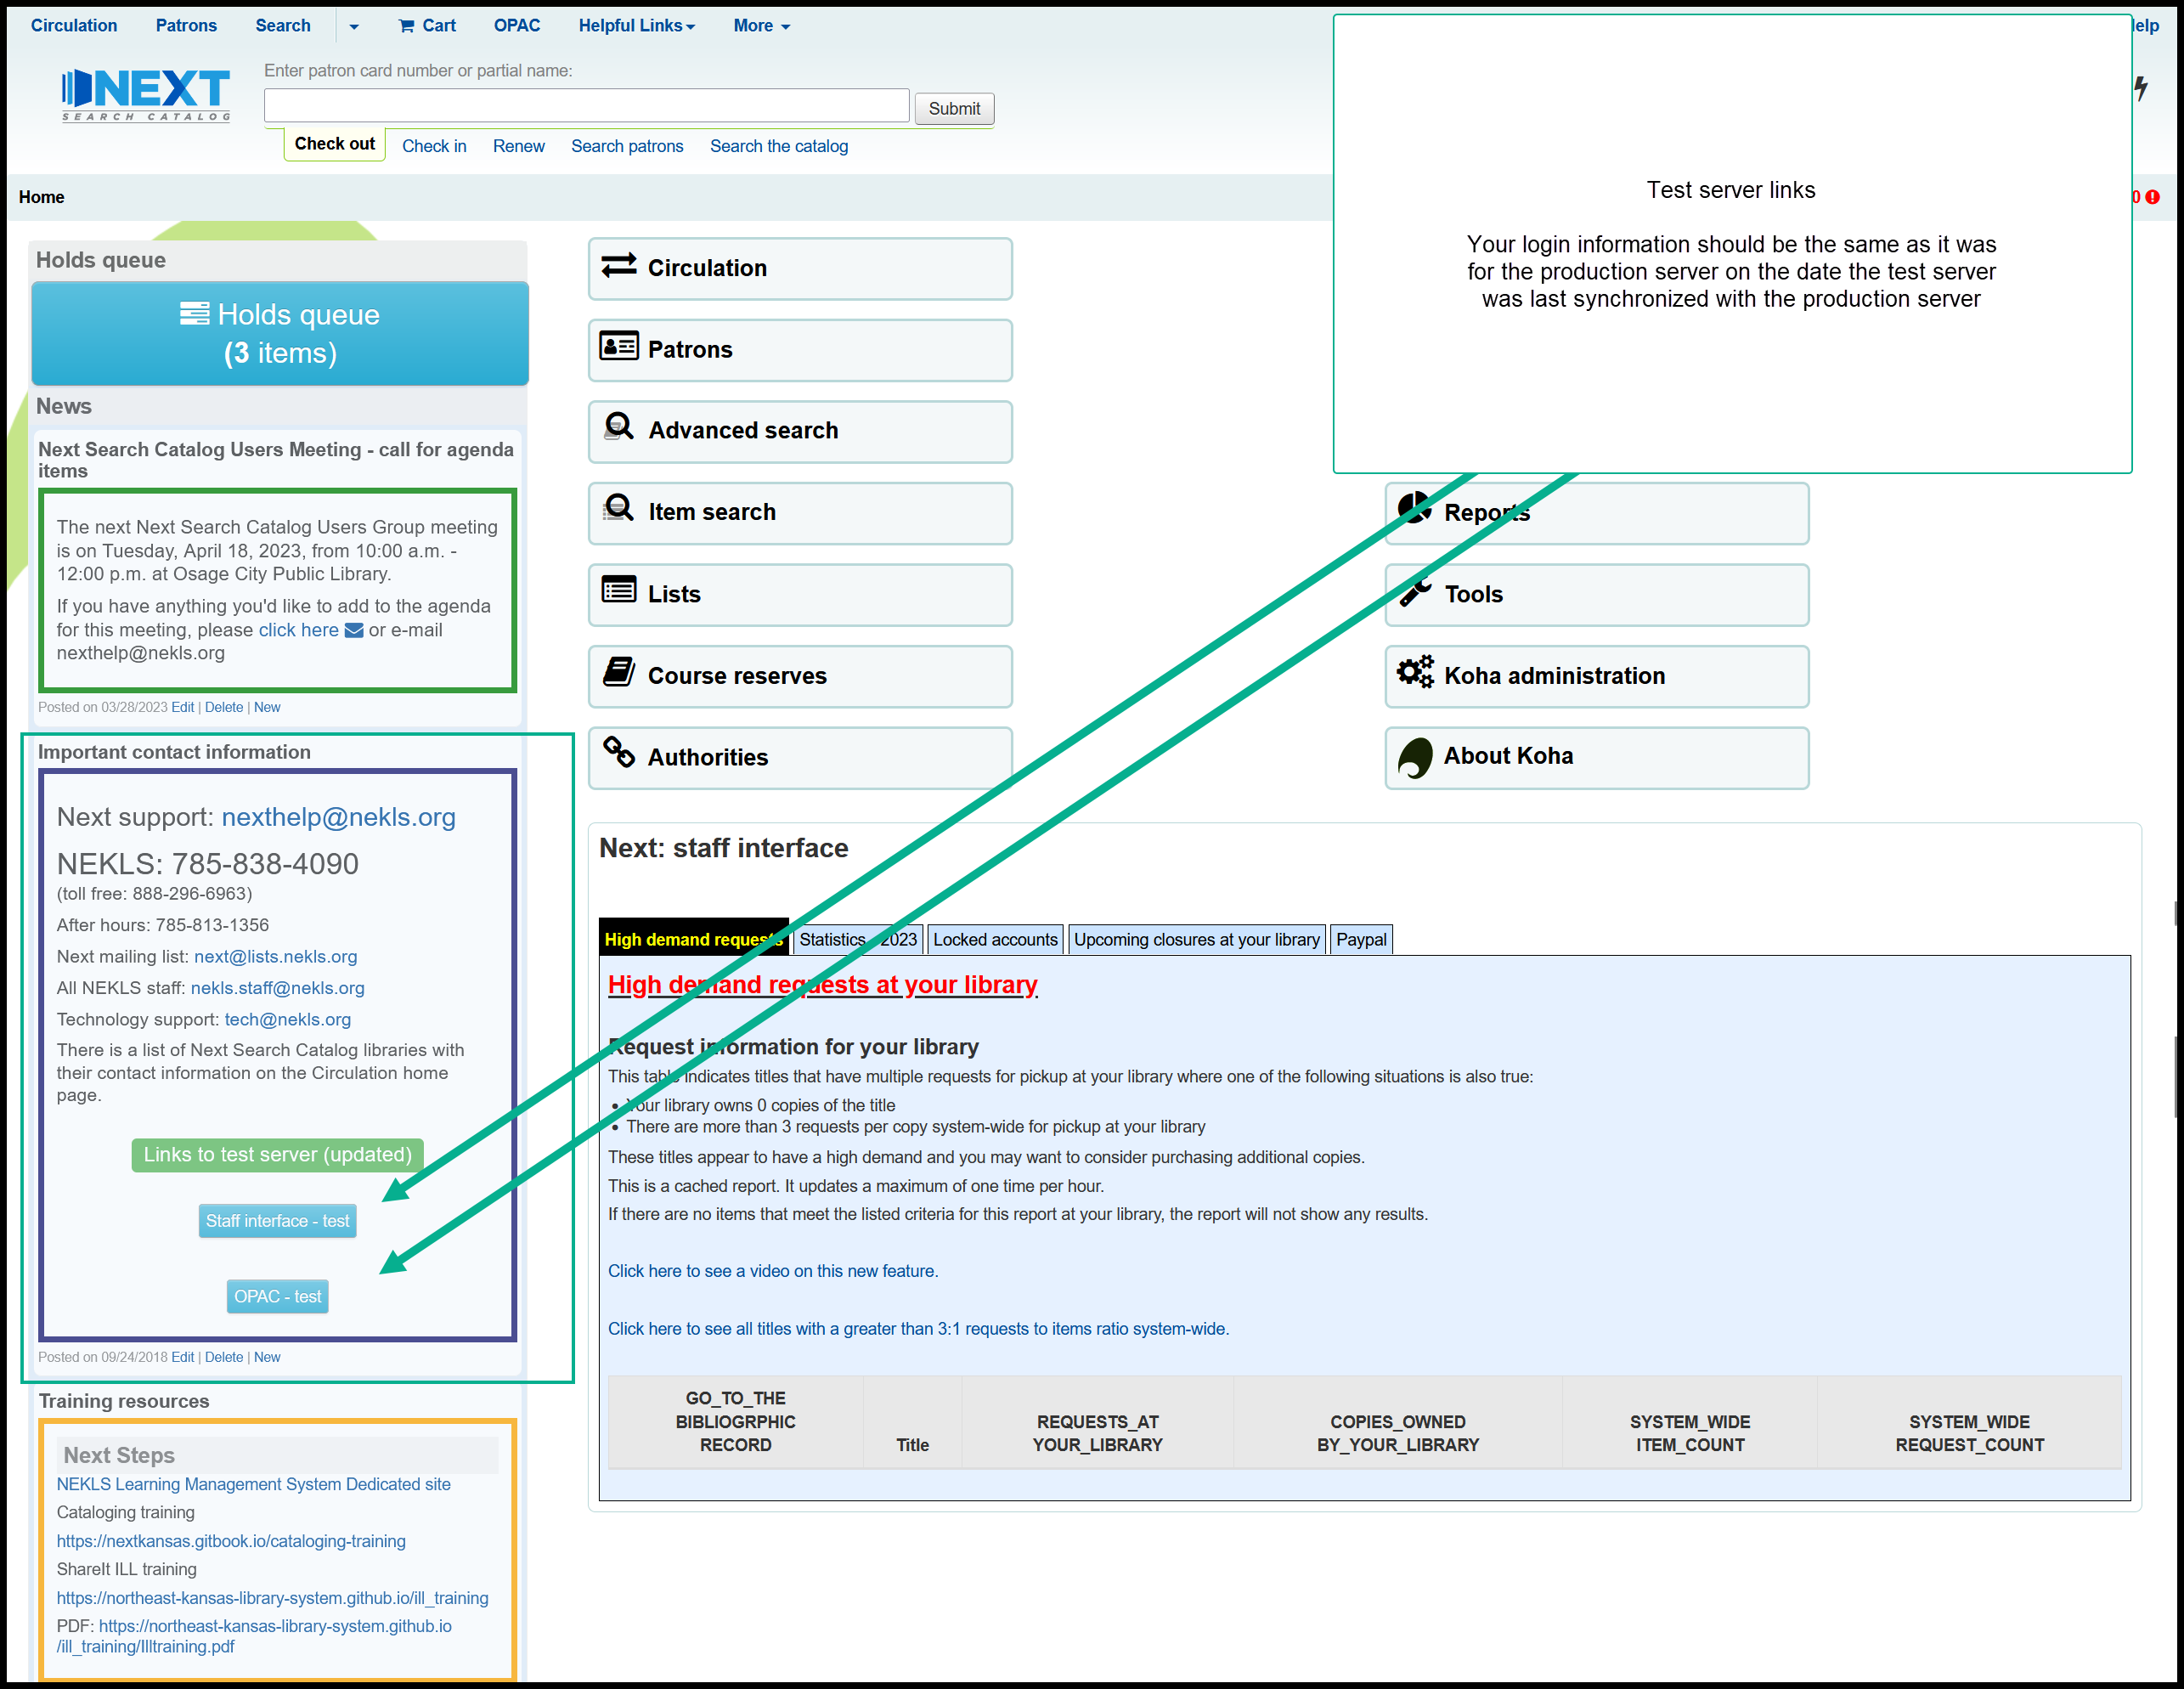 Circulation Patrons Search Cart OPAC Helpful Links More
elp
NEXT
SEARCH CATALOG
Enter patron card number or partial name:
Submit
Check out Check in Renew Search patrons Search the catalog
Home
0
Test server links
Your login information should be the same as it was
for the production server on the date the test server
was last synchronized with the production server
Holds queue
Holds queue
(3 items)
News
Next Search Catalog Users Meeting - call for agenda
items
The next Next Search Catalog Users Group meeting
is on Tuesday, April 18, 2023, from 10:00 a.m. -
12:00 p.m. at Osage City Public Library.
If you have anything you'd like to add to the agenda
for this meeting, please click here or e-mail
nexthelp@nekls.org
Posted on 03/28/2023 Edit | Delete | New
Important contact information
Next support: nexthelp@nekls.org
NEKLS: 785-838-4090
(toll free: 888-296-6963)
After hours: 785-813-1356
Next mailing list: next@lists.nekls.org
All NEKLS staff: nekls.staff@nekls.org
Technology support: tech@nekls.org
There is a list of Next Search Catalog libraries with
their contact information on the Circulation home
page.
Links to test server (updated)
Staff interface - test
OPAC - test
Posted on 09/24/2018 Edit | Delete | New
Training resources
Next Steps
NEKLS Learning Management System Dedicated site
Cataloging training
https://nextkansas.gitbook.io/cataloging-training
ShareIt ILL training
https://northeast-kansas-library-system.github.io/ill_training
PDF: https://northeast-kansas-library-system.github.io
/ill_training/Illtraining.pdf
Circulation
Patrons
Advanced search
Item search
Lists
Course reserves
Authorities
Reports
Tools
Koha administration
About Koha
Next: staff interface
High demand requests Statistics 2023 Locked accounts Upcoming closures at your library Paypal
High demand requests at your library
Request information for your library
This table indicates titles that have multiple requests for pickup at your library where one of the following situations is also true:
• Your library owns 0 copies of the title
• There are more than 3 requests per copy system-wide for pickup at your library
These titles appear to have a high demand and you may want to consider purchasing additional copies.
This is a cached report. It updates a maximum of one time per hour.
If there are no items that meet the listed criteria for this report at your library, the report will not show any results.
Click here to see a video on this new feature.
Click here to see all titles with a greater than 3:1 requests to items ratio system-wide.
GO_TO_THE
BIBLIOGRPHIC
RECORD
Title
REQUESTS_AT
YOUR_LIBRARY
COPIES_OWNED
BY_YOUR_LIBRARY
SYSTEM_WIDE
ITEM_COUNT
SYSTEM_WIDE
REQUEST_COUNT